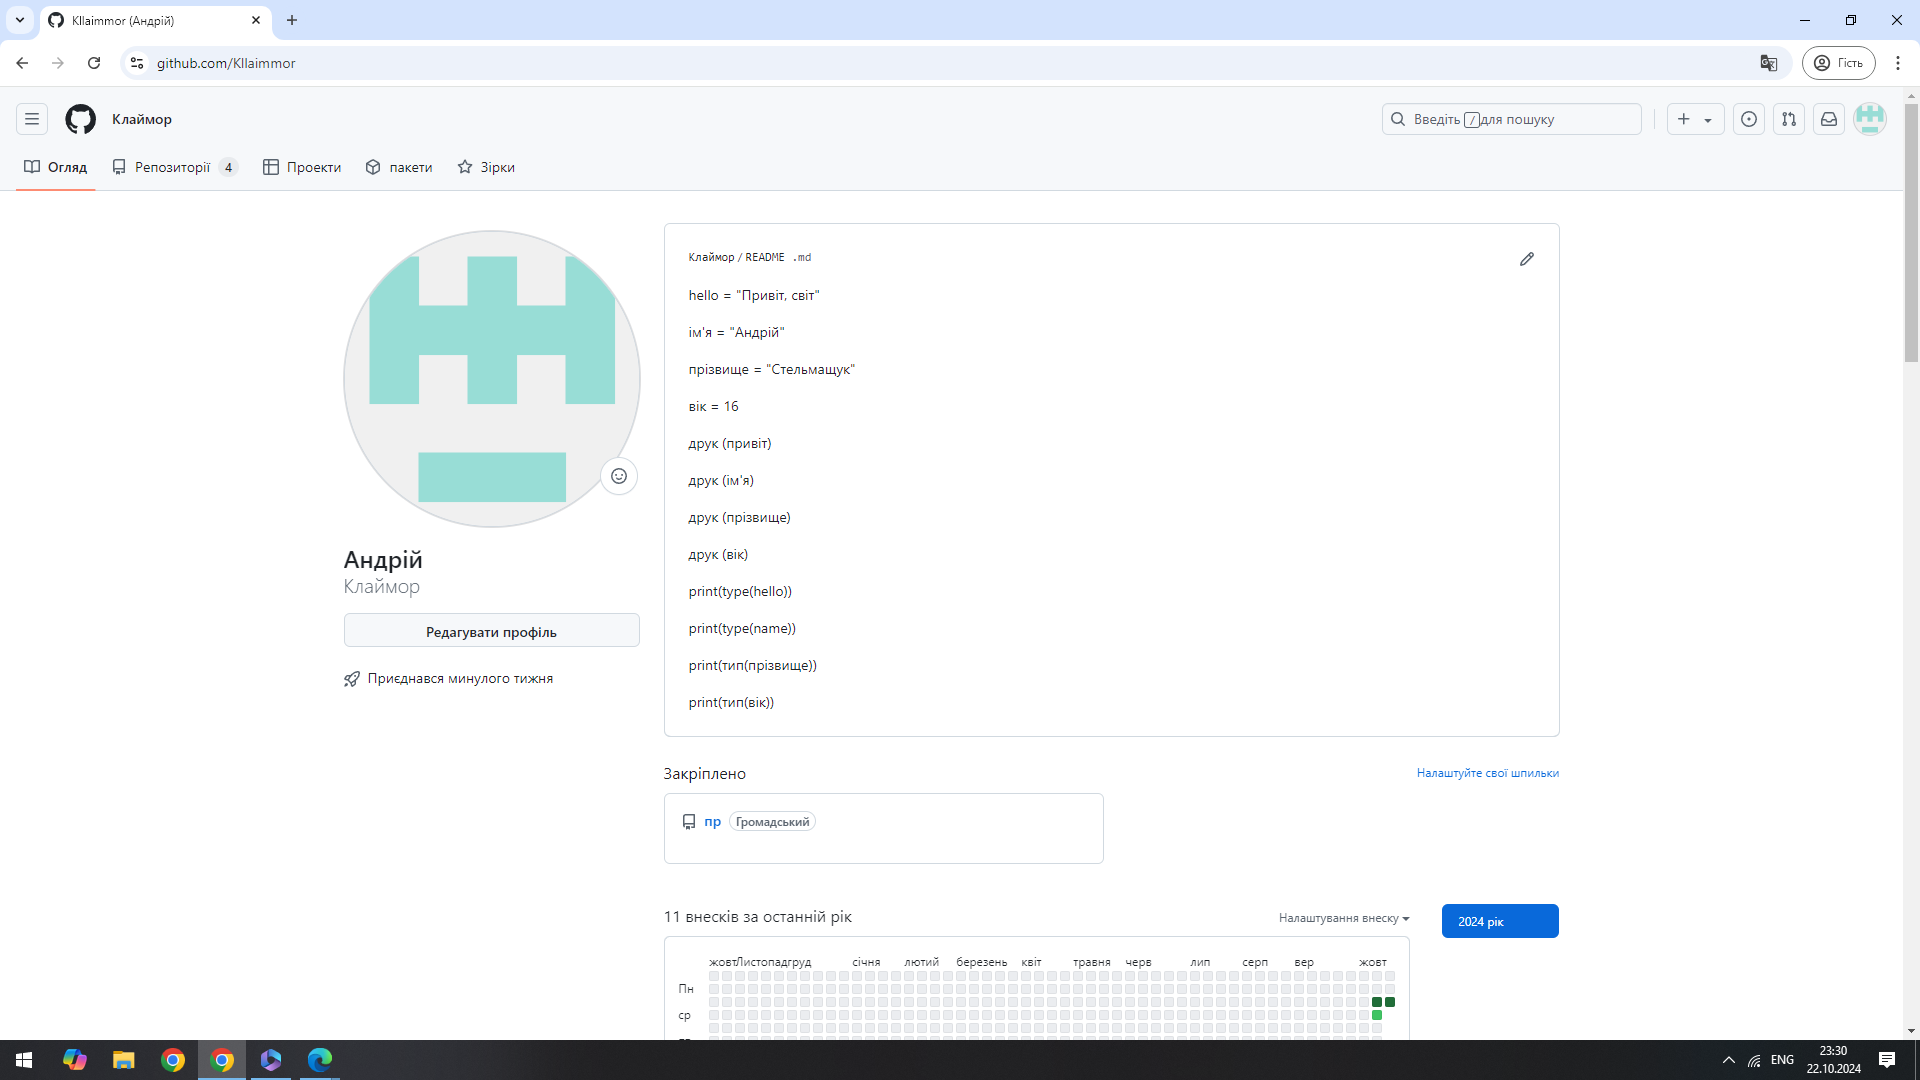 Kllaimmor (Андрій)
github.com/Kllaimmor
Гість
Клаймор
Введіть / для пошуку
Огляд
Репозиторії 4
Проекти
пакети
Зірки
Клаймор / README .md
hello = "Привіт, світ"
ім'я = "Андрій"
прізвище = "Стельмащук"
вік = 16
друк (привіт)
друк (ім'я)
друк (прізвище)
друк (вік)
print(type(hello))
print(type(name))
print(тип(прізвище))
print(тип(вік))
Андрій
Клаймор
Редагувати профіль
Приєднався минулого тижня
Закріплено
Налаштуйте свої шпильки
пр Громадський
11 внесків за останній рік
Налаштування внеску
2024 рік
жовт Листопад груд січня лютий березень квіт травня черв лип серп вер жовт
Пн
ср
ENG
23:30
22.10.2024